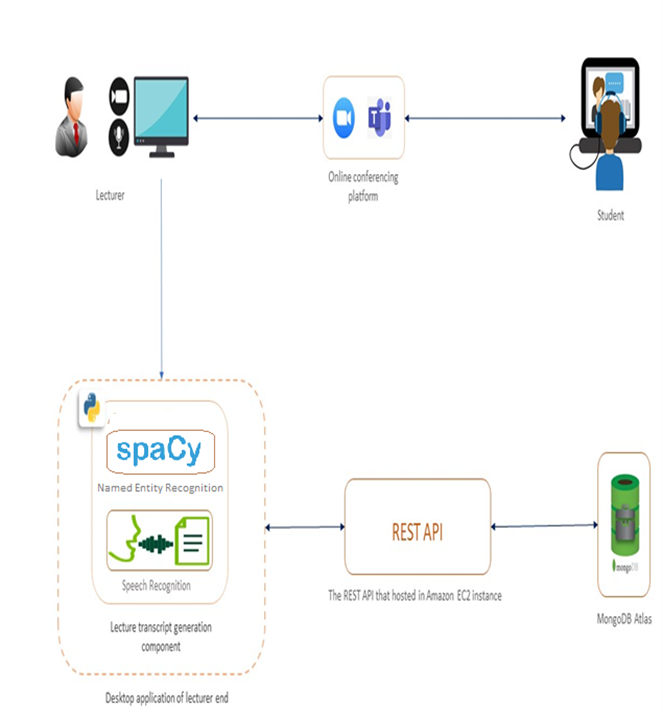 Lecturer
Online conferencing
platform
Student
spaCy
Named Entity Recognition
Speech Recognition
Lecture transcript generation
component
Desktop application of lecturer end
REST API
The REST API that hosted in Amazon EC2 instance
mongoDB
MongoDB Atlas